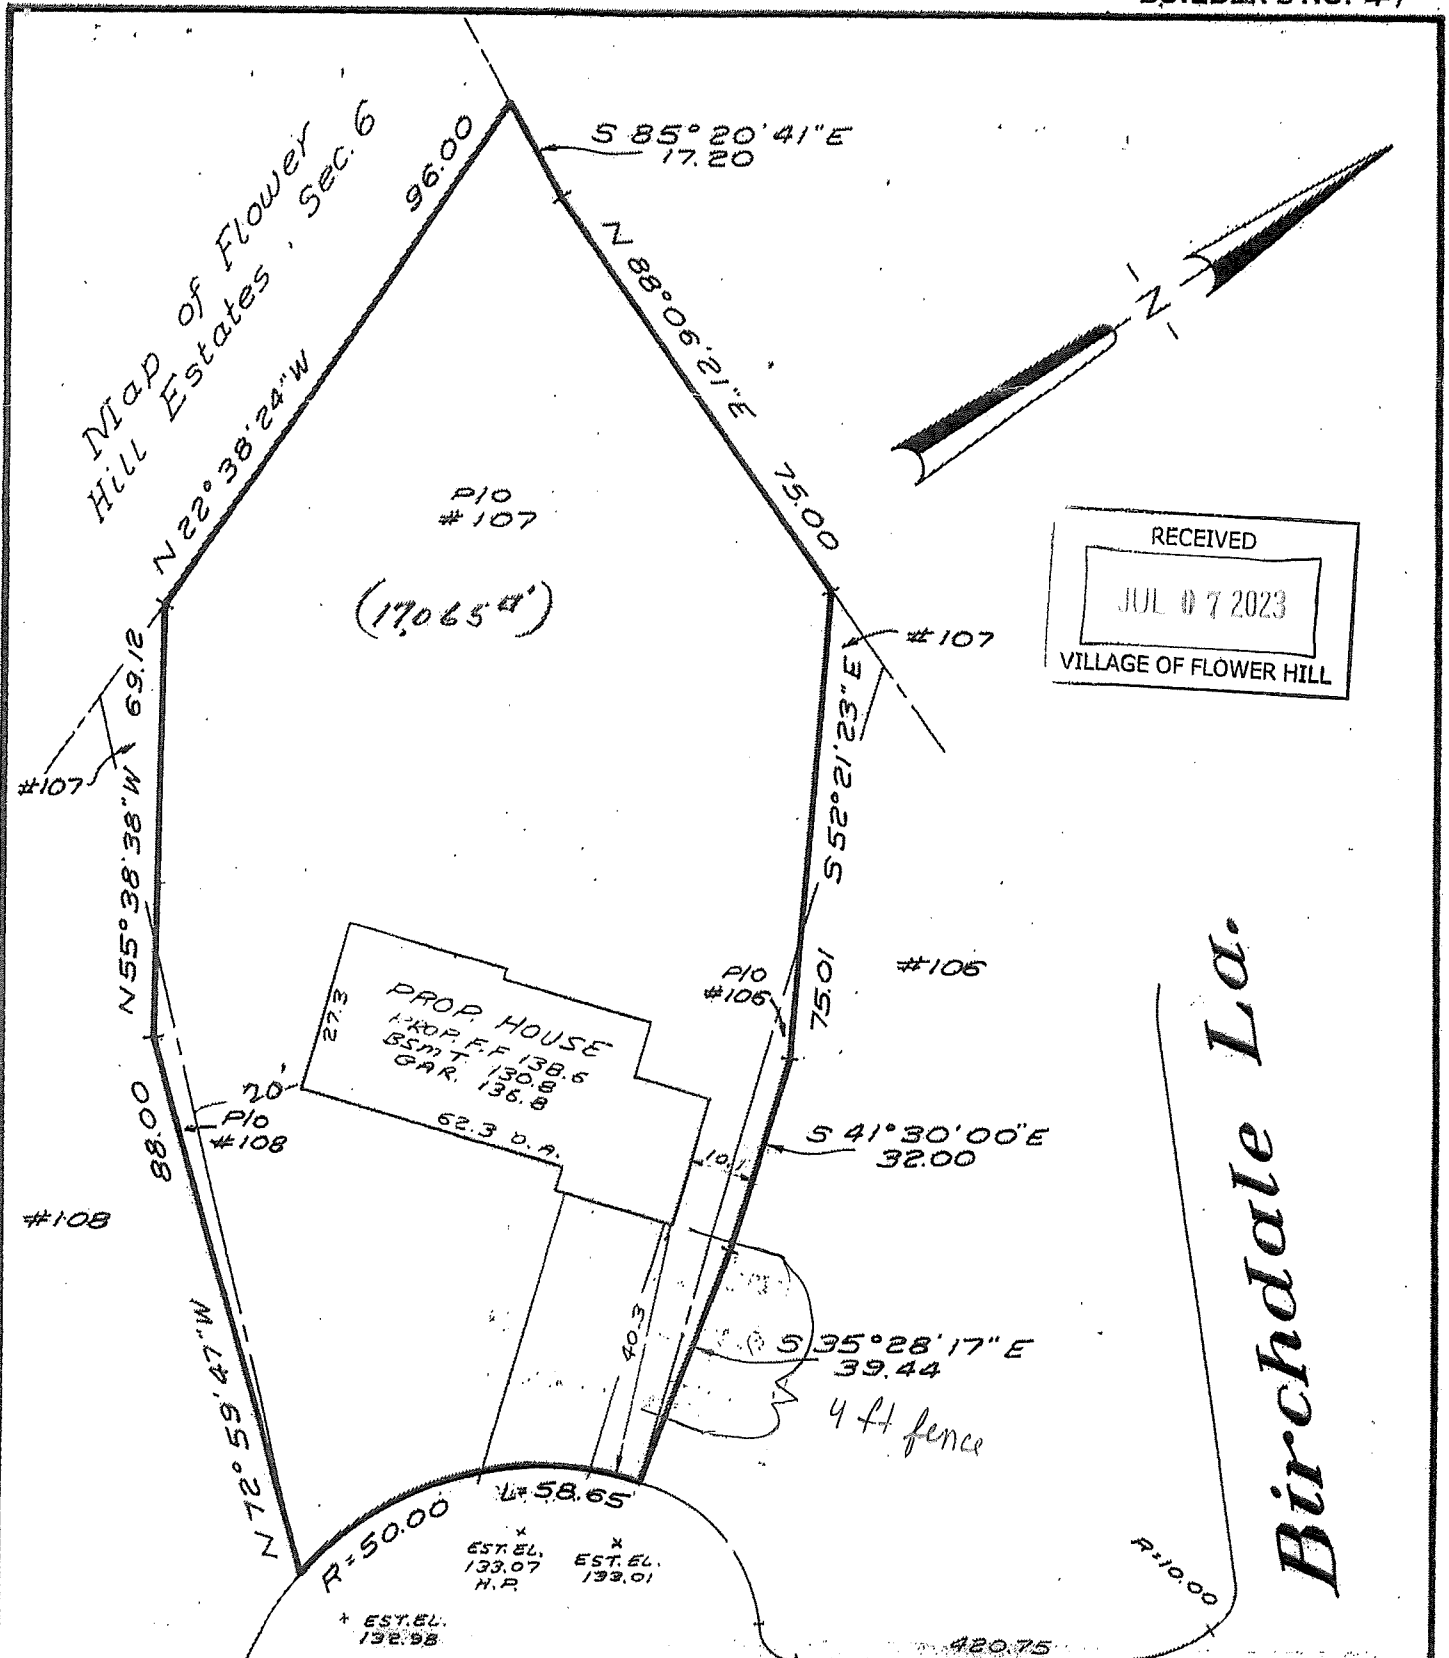 S 85° 20' 41" E
17.20
96.00
Map of Flower
Hill Estates, Sec. 6
N 22° 38' 24" W
N 88° 06' 21" E
75.00
N
P/O
#107
(17,065 □')
RECEIVED
JUL 07 2023
VILLAGE OF FLOWER HILL
#107
69.12
#107
N 55° 38' 38" W
S 52° 21' 23" E
75.01
P/O
#106
#106
PROP. HOUSE
PROP. F.F 138.6
BSMT. 130.8
GAR. 136.8
27.3
62.3 O.A.
20'
P/O
#108
88.00
#108
10.1
S 41° 30' 00" E
32.00
40.3
S 35° 28' 17" E
39.44
4 ft fence
N 72° 59' 47" W
R=50.00
L=58.65
EST. EL.
133.07
H.P.
EST. EL.
133.01
EST. EL.
132.98
R=10.00
420.75
Birchdale La.